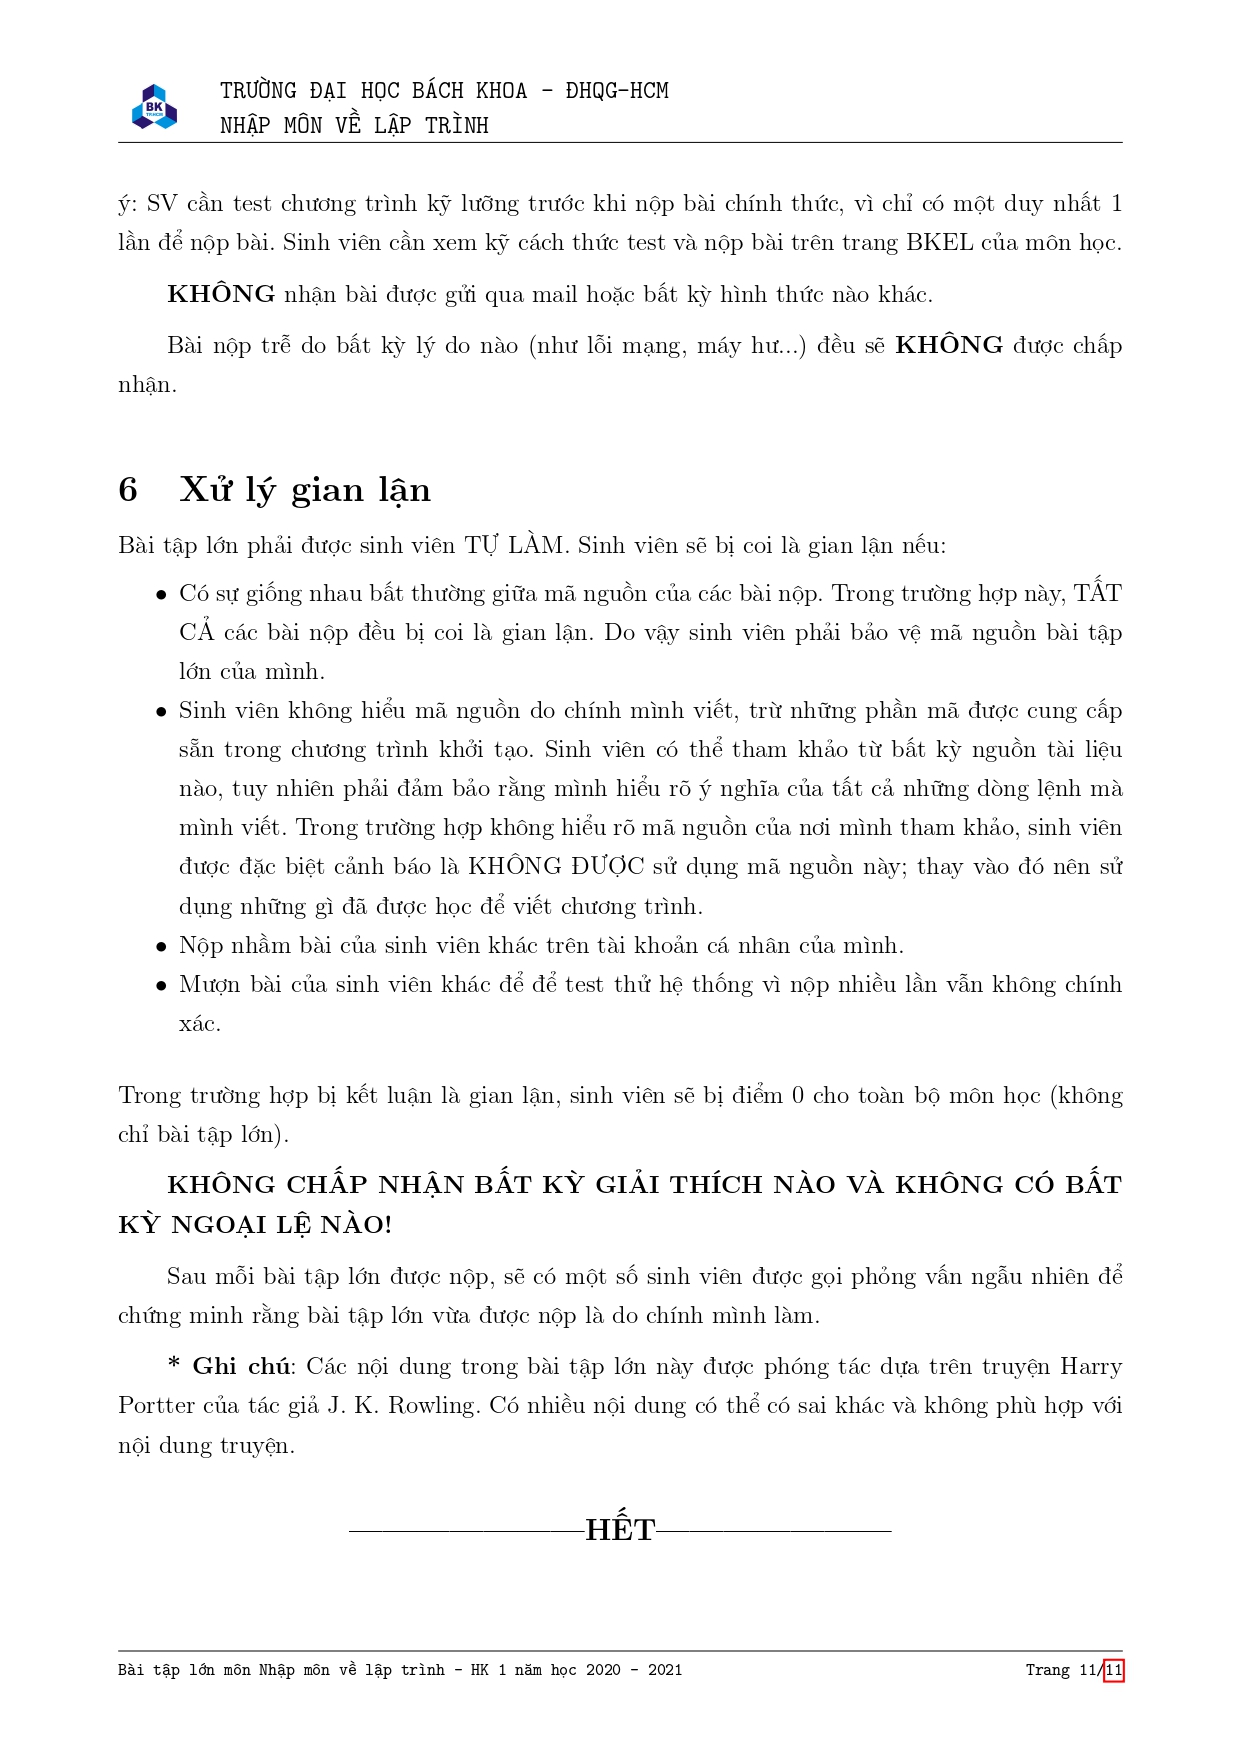 BK
TP.HCM
TRƯỜNG ĐẠI HỌC BÁCH KHOA - ĐHQG-HCM
NHẬP MÔN VỀ LẬP TRÌNH
ý: SV cần test chương trình kỹ lưỡng trước khi nộp bài chính thức, vì chỉ có một duy nhất 1
lần để nộp bài. Sinh viên cần xem kỹ cách thức test và nộp bài trên trang BKEL của môn học.
KHÔNG nhận bài được gửi qua mail hoặc bất kỳ hình thức nào khác.
Bài nộp trễ do bất kỳ lý do nào (như lỗi mạng, máy hư...) đều sẽ KHÔNG được chấp
nhận.
6 Xử lý gian lận
Bài tập lớn phải được sinh viên TỰ LÀM. Sinh viên sẽ bị coi là gian lận nếu:
• Có sự giống nhau bất thường giữa mã nguồn của các bài nộp. Trong trường hợp này, TẤT
CẢ các bài nộp đều bị coi là gian lận. Do vậy sinh viên phải bảo vệ mã nguồn bài tập
lớn của mình.
• Sinh viên không hiểu mã nguồn do chính mình viết, trừ những phần mã được cung cấp
sẵn trong chương trình khởi tạo. Sinh viên có thể tham khảo từ bất kỳ nguồn tài liệu
nào, tuy nhiên phải đảm bảo rằng mình hiểu rõ ý nghĩa của tất cả những dòng lệnh mà
mình viết. Trong trường hợp không hiểu rõ mã nguồn của nơi mình tham khảo, sinh viên
được đặc biệt cảnh báo là KHÔNG ĐƯỢC sử dụng mã nguồn này; thay vào đó nên sử
dụng những gì đã được học để viết chương trình.
• Nộp nhầm bài của sinh viên khác trên tài khoản cá nhân của mình.
• Mượn bài của sinh viên khác để để test thử hệ thống vì nộp nhiều lần vẫn không chính
xác.
Trong trường hợp bị kết luận là gian lận, sinh viên sẽ bị điểm 0 cho toàn bộ môn học (không
chỉ bài tập lớn).
KHÔNG CHẤP NHẬN BẤT KỲ GIẢI THÍCH NÀO VÀ KHÔNG CÓ BẤT
KỲ NGOẠI LỆ NÀO!
Sau mỗi bài tập lớn được nộp, sẽ có một số sinh viên được gọi phỏng vấn ngẫu nhiên để
chứng minh rằng bài tập lớn vừa được nộp là do chính mình làm.
* Ghi chú: Các nội dung trong bài tập lớn này được phóng tác dựa trên truyện Harry
Portter của tác giả J. K. Rowling. Có nhiều nội dung có thể có sai khác và không phù hợp với
nội dung truyện.
HẾT
Bài tập lớn môn Nhập môn về lập trình - HK 1 năm học 2020 - 2021
Trang 11/11